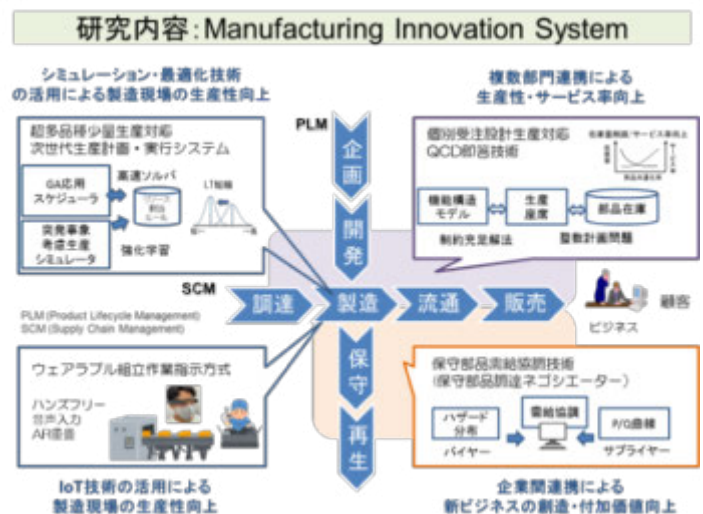 研究内容：Manufacturing Innovation System
シミュレーション・最適化技術
の活用による製造現場の生産性向上
超多品種少量生産対応
次世代生産計画・実行システム
GA応用
スケジューラ
高速ソルバ
LT短縮
突発事象
考慮生産
シミュレータ
強化学習
PLM
企画
開発
複数部門連携による
生産性・サービス率向上
個別受注設計生産対応
QCD即答技術
機能構造
モデル
生産
座席
部品在庫
制約充足解法
整数計画問題
SCM
調達
製造
流通
販売
顧客
ビジネス
PLM (Product Lifecycle Management)
SCM (Supply Chain Management)
保守
再生
ウェアラブル組立作業指示方式
ハンズフリー
音声入力
AR重畳
IoT技術の活用による
製造現場の生産性向上
保守部品需給協調技術
(保守部品調達ネゴシエーター)
ハザード
分布
需給協調
P/Q曲線
バイヤー
サプライヤー
企業間連携による
新ビジネスの創造・付加価値向上